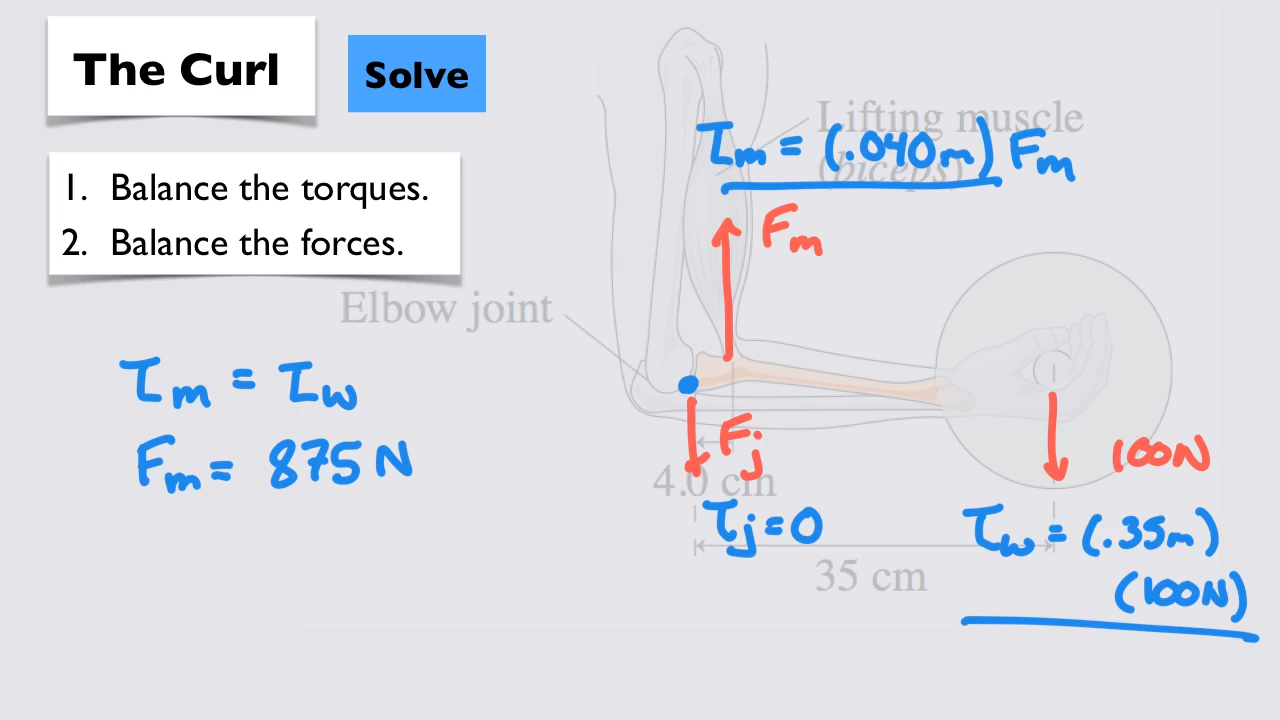 The Curl
Solve
1. Balance the torques.
2. Balance the forces.
Lifting muscle
(biceps)
τm = (.040m) Fm
Fm
Elbow joint
τm = τw
Fm = 875 N
Fj
4.0 cm
100N
τj = 0
τw = (.35m)
(100N)
35 cm